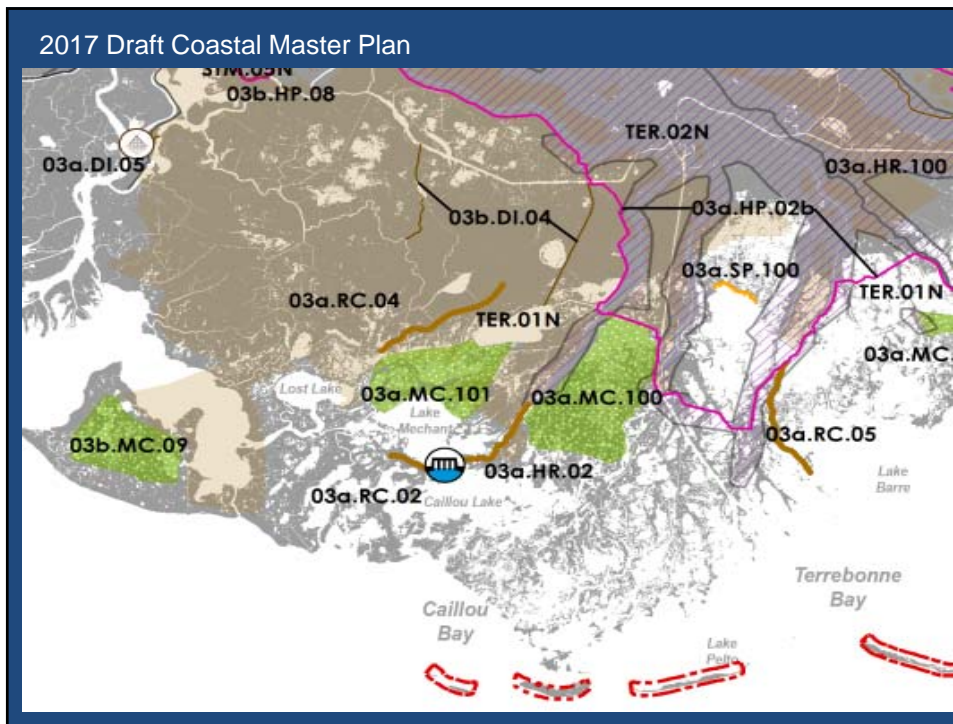 2017 Draft Coastal Master Plan
03b.HP.08
TER.02N
03a.DI.05
03a.HR.100
03b.DI.04
03a.HP.02b
03a.SP.100
03a.RC.04
TER.01N
TER.01N
03a.MC.
Lost Lake
03a.MC.101
03a.MC.100
Lake
Mechant
03a.RC.05
03b.MC.09
03a.HR.02
Lake
Barre
03a.RC.02
Caillou Lake
Terrebonne
Bay
Caillou
Bay
Lake
Pelto